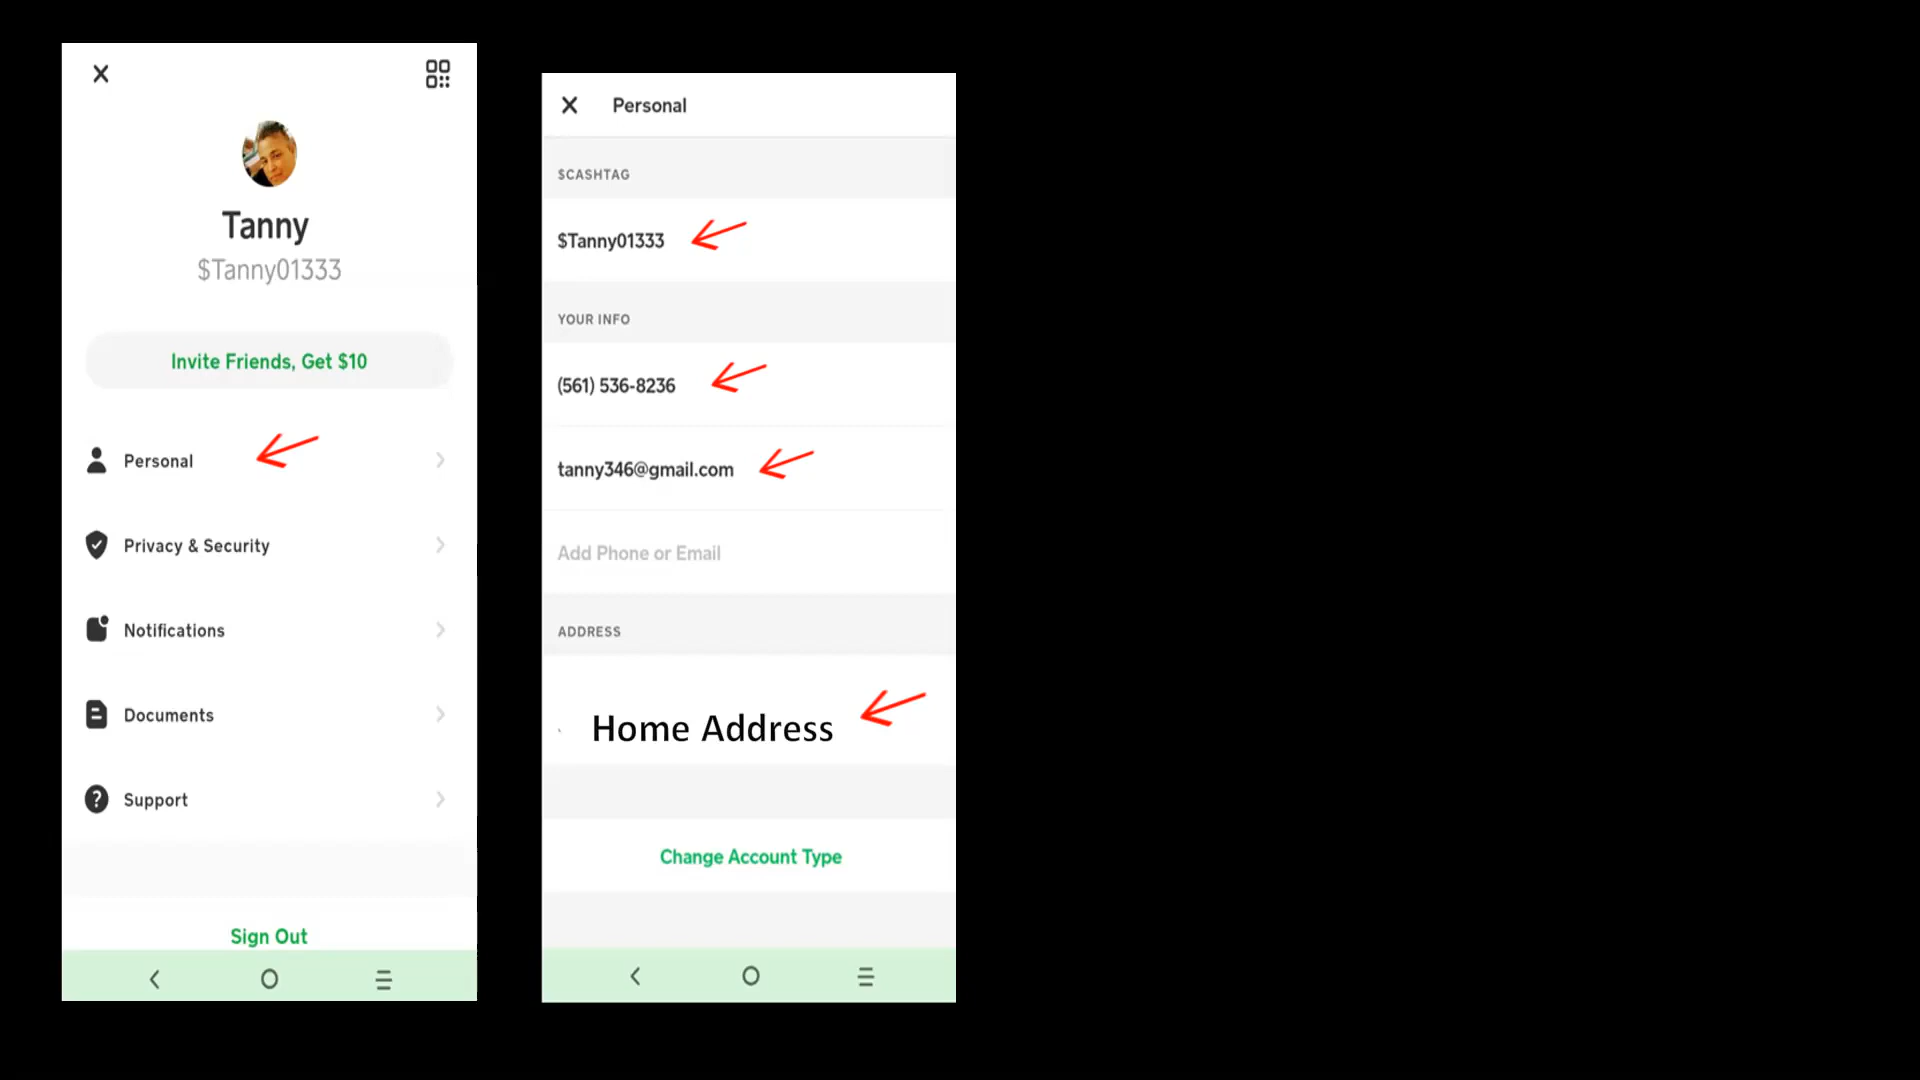 Tanny
$Tanny01333
Invite Friends, Get $10
Personal
Privacy & Security
Notifications
Documents
Support
Sign Out
Personal
$CASHTAG
$Tanny01333
YOUR INFO
(561) 536-8236
tanny346@gmail.com
Add Phone or Email
ADDRESS
Home Address
Change Account Type